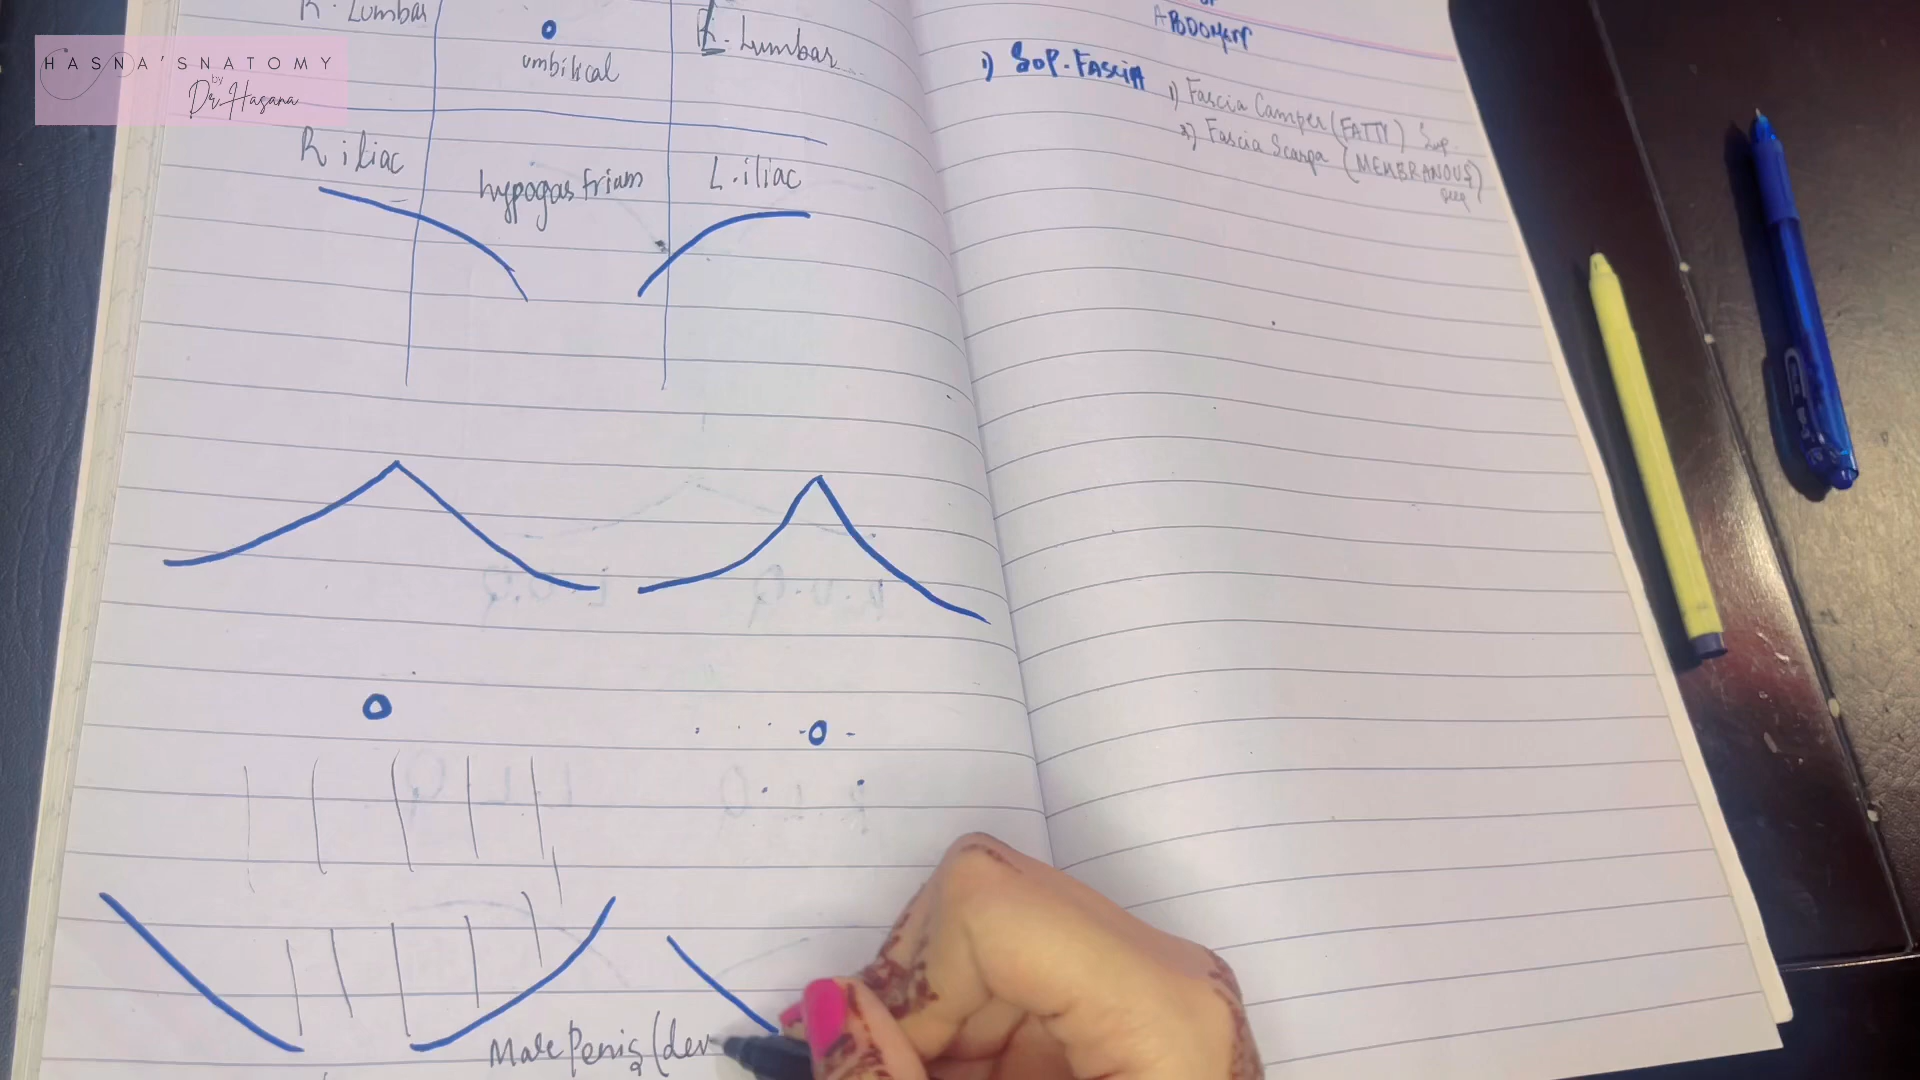 HASNA'SNATOMY
by
Dr.Hasana
R. Lumbar
umbilical
L. Lumbar
R iliac
hypogastrium
L. iliac
Male Penis (dev
ABDOMEN
1) Sup. FASCIA
1) Fascia Camper (FATTY) Sup.
2) Fascia Scarpa (MEMBRANOUS)
deep
L.U.Q
R.U.Q
L L Q
R.L.Q